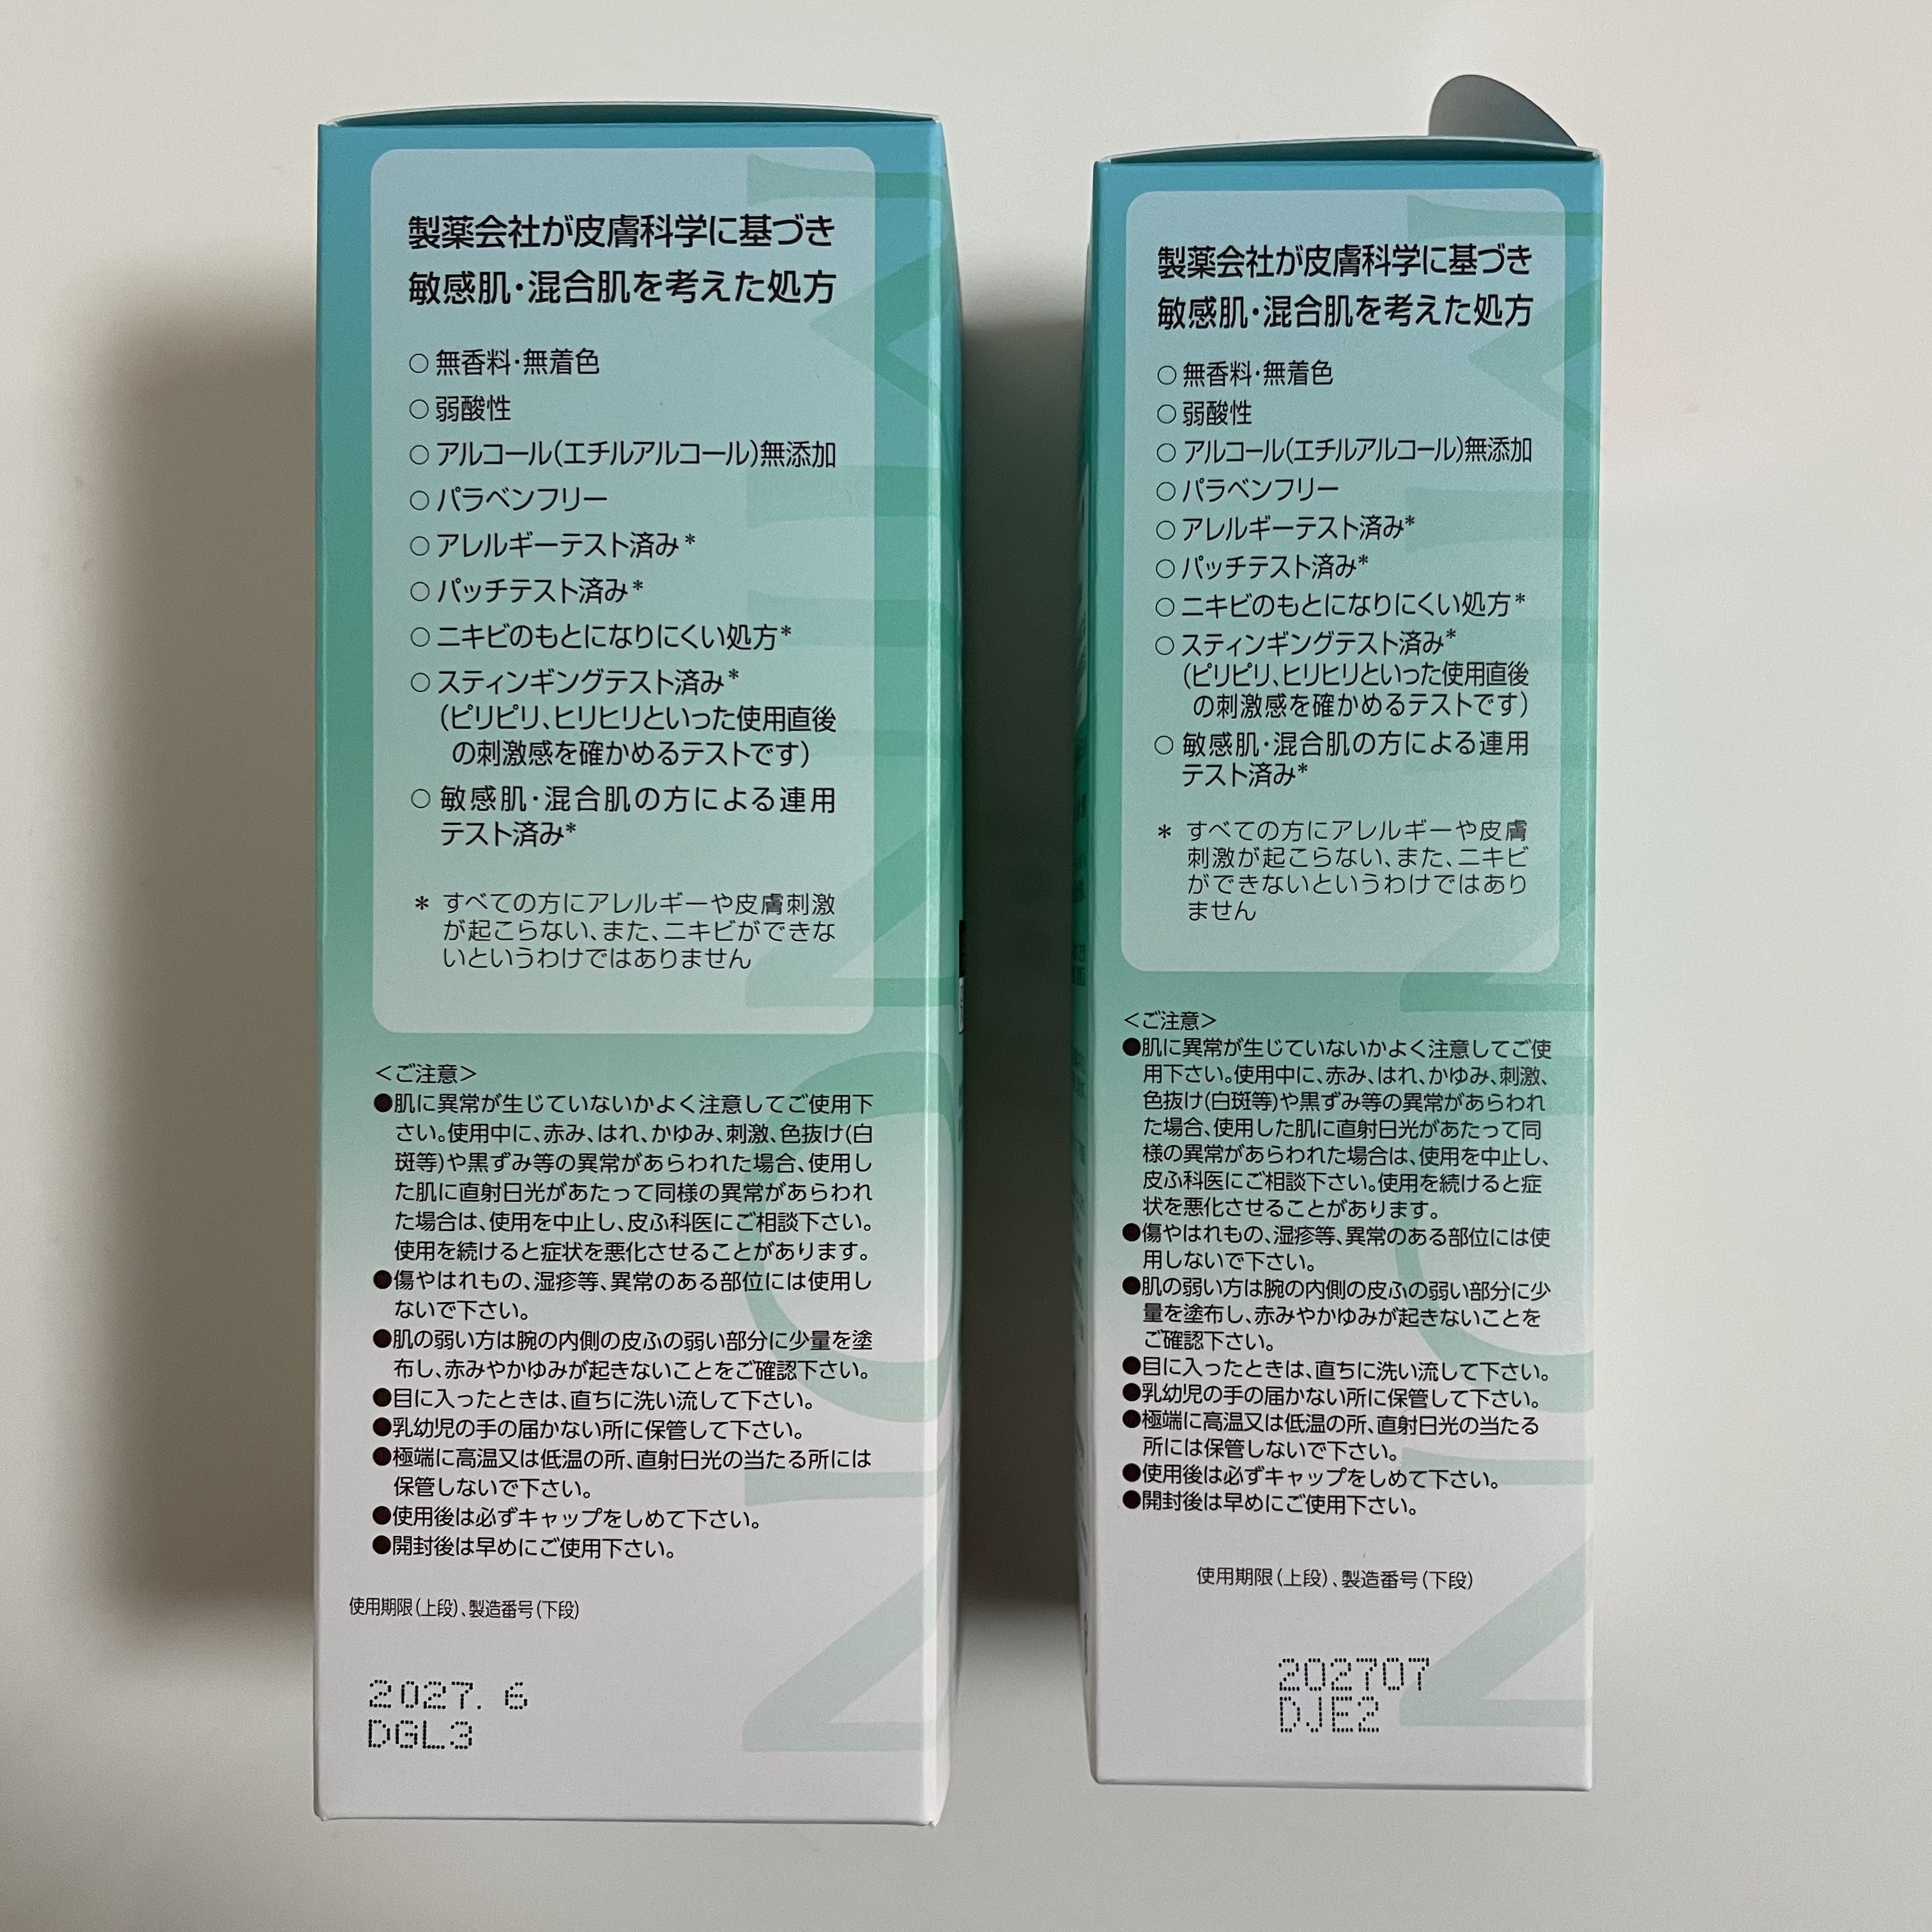 製薬会社が皮膚科学に基づき
敏感肌・混合肌を考えた処方
○ 無香料・無着色
○ 弱酸性
○ アルコール(エチルアルコール)無添加
○ パラベンフリー
○ アレルギーテスト済み*
○ パッチテスト済み*
○ ニキビのもとになりにくい処方*
○ スティンギングテスト済み*
(ピリピリ、ヒリヒリといった使用直後
の刺激感を確かめるテストです)
○ 敏感肌・混合肌の方による連用
テスト済み*
* すべての方にアレルギーや皮膚刺激
が起こらない、また、ニキビができな
いというわけではありません
<ご注意>
●肌に異常が生じていないかよく注意してご使用下
さい。使用中に、赤み、はれ、かゆみ、刺激、色抜け(白
斑等)や黒ずみ等の異常があらわれた場合、使用し
た肌に直射日光があたって同様の異常があらわれ
た場合は、使用を中止し、皮ふ科医にご相談下さい。
使用を続けると症状を悪化させることがあります。
●傷やはれもの、湿疹等、異常のある部位には使用し
ないで下さい。
●肌の弱い方は腕の内側の皮ふの弱い部分に少量を塗
布し、赤みやかゆみが起きないことをご確認下さい。
●目に入ったときは、直ちに洗い流して下さい。
●乳幼児の手の届かない所に保管して下さい。
●極端に高温又は低温の所、直射日光の当たる所には
保管しないで下さい。
●使用後は必ずキャップをしめて下さい。
●開封後は早めにご使用下さい。
使用期限(上段)、製造番号(下段)
2027. 6
DGL3
製薬会社が皮膚科学に基づき
敏感肌・混合肌を考えた処方
○ 無香料・無着色
○ 弱酸性
○ アルコール(エチルアルコール)無添加
○ パラベンフリー
○ アレルギーテスト済み*
○ パッチテスト済み*
○ ニキビのもとになりにくい処方*
○ スティンギングテスト済み*
(ピリピリ、ヒリヒリといった使用直後
の刺激感を確かめるテストです)
○ 敏感肌・混合肌の方による連用
テスト済み*
* すべての方にアレルギーや皮膚
刺激が起こらない、また、ニキビ
ができないというわけではあり
ません
<ご注意>
●肌に異常が生じていないかよく注意してご使
用下さい。使用中に、赤み、はれ、かゆみ、刺激、
色抜け(白斑等)や黒ずみ等の異常があらわれ
た場合、使用した肌に直射日光があたって同
様の異常があらわれた場合は、使用を中止し、
皮ふ科医にご相談下さい。使用を続けると症
状を悪化させることがあります。
●傷やはれもの、湿疹等、異常のある部位には使
用しないで下さい。
●肌の弱い方は腕の内側の皮ふの弱い部分に少
量を塗布し、赤みやかゆみが起きないことを
ご確認下さい。
●目に入ったときは、直ちに洗い流して下さい。
●乳幼児の手の届かない所に保管して下さい。
●極端に高温又は低温の所、直射日光の当たる
所には保管しないで下さい。
●使用後は必ずキャップをしめて下さい。
●開封後は早めにご使用下さい。
使用期限(上段)、製造番号(下段)
202707
DJE2